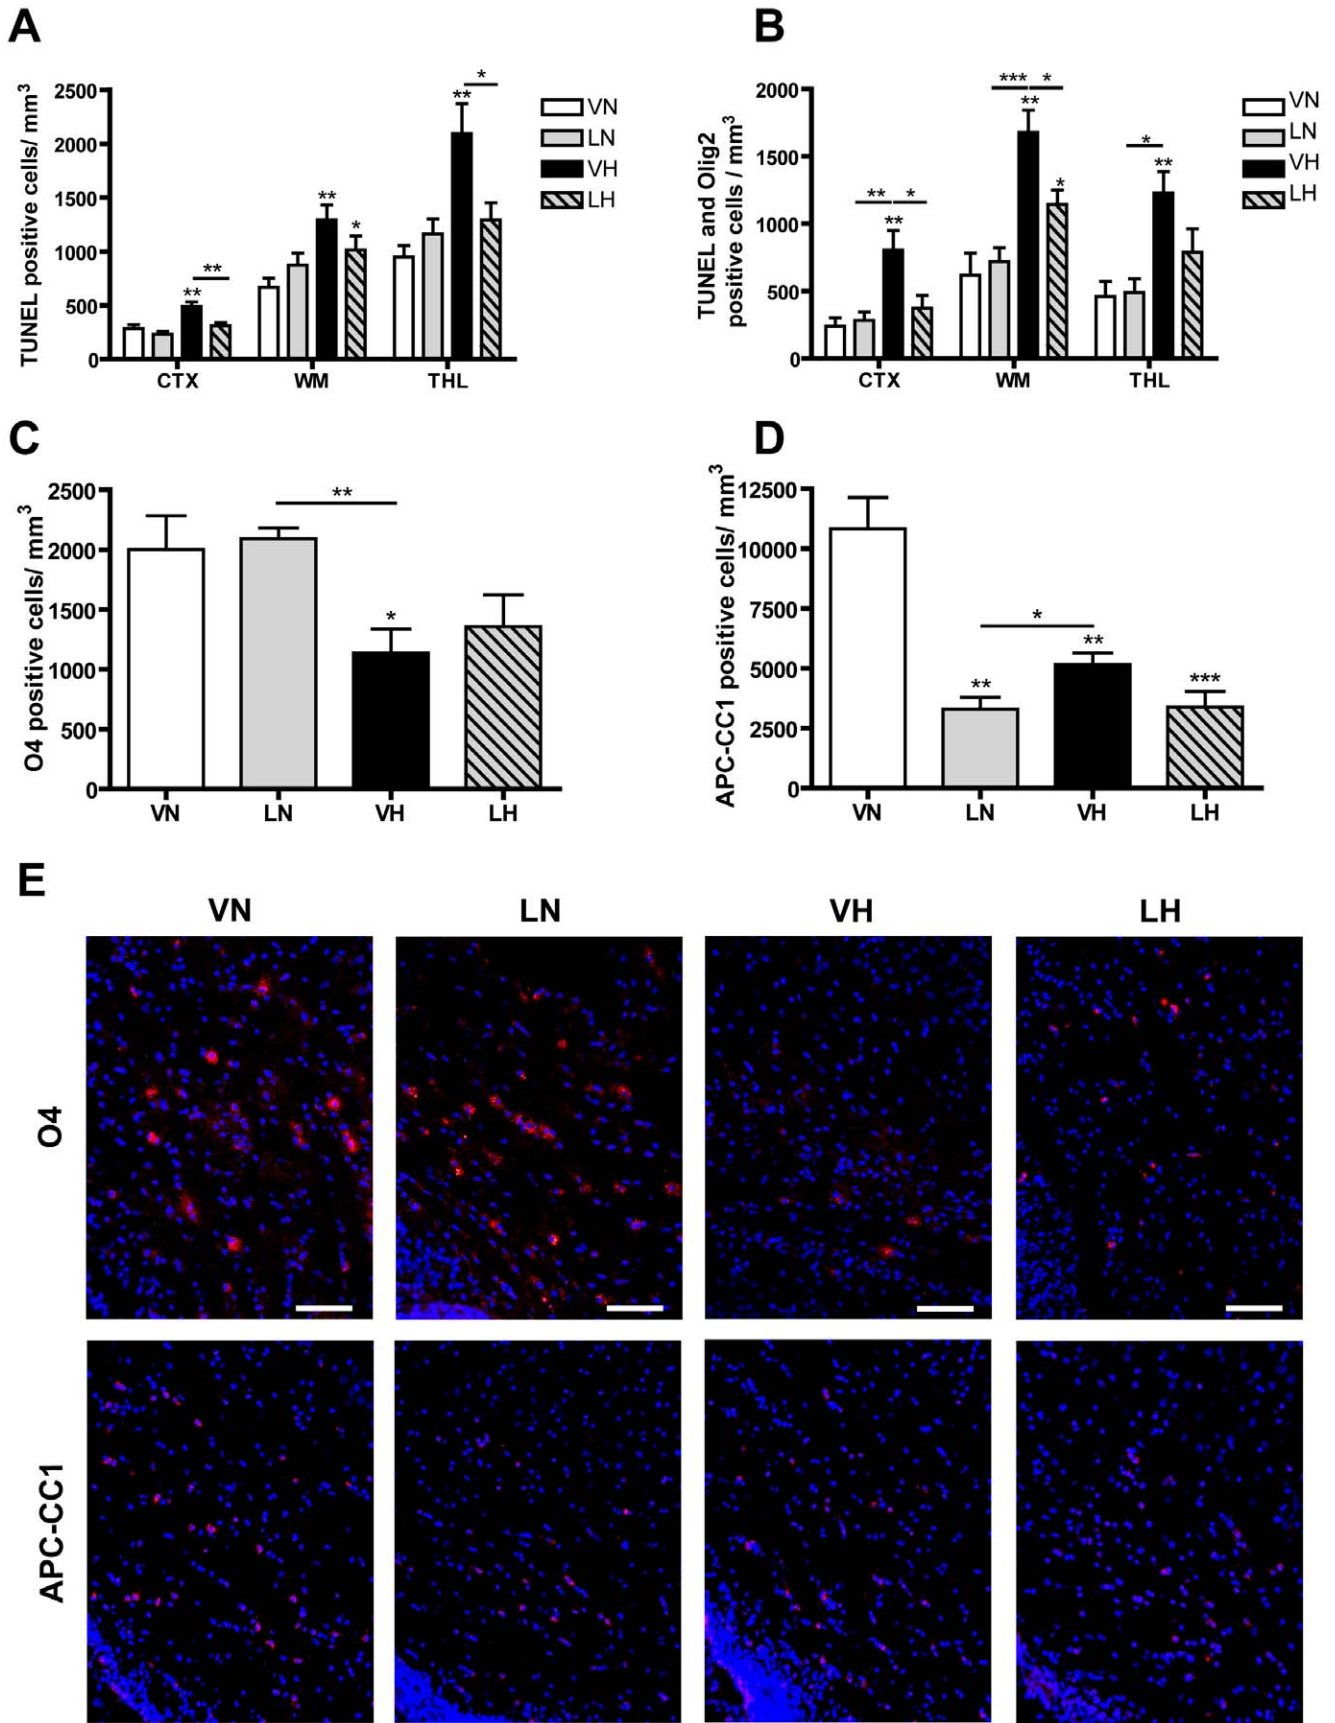 A
TUNEL positive cells/ mm3
2500
2000
1500
1000
500
0
**
**
**
*
**
*
CTX
WM
THL
VN
LN
VH
LH
B
TUNEL and Olig2
positive cells / mm3
2000
1500
1000
500
0
**
*
**
***
*
**
*
*
**
CTX
WM
THL
VN
LN
VH
LH
C
O4 positive cells/ mm3
2500
2000
1500
1000
500
0
**
*
VN
LN
VH
LH
D
APC-CC1 positive cells/ mm3
12500
10000
7500
5000
2500
0
**
*
**
***
VN
LN
VH
LH
E
VN
LN
VH
LH
O4
APC-CC1